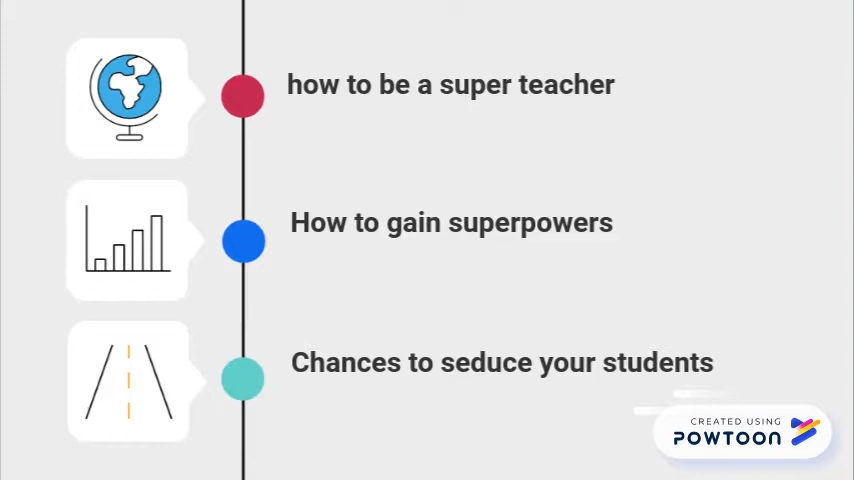 how to be a super teacher
How to gain superpowers
Chances to seduce your students
CREATED USING
POWTOON